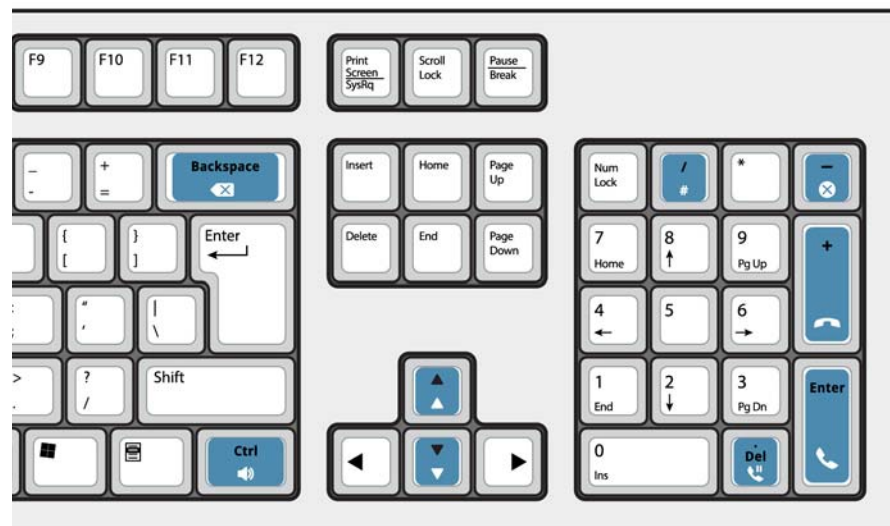 F9
F10
F11
F12
Print
Screen
SysRq
Scroll
Lock
Pause
Break
_
-
+
=
Backspace
Insert
Home
Page
Up
Num
Lock
/
#
*
–
{
[
}
]
Enter
Delete
End
Page
Down
7
Home
8
↑
9
Pg Up
+
:
;
"
'
|
\
4
←
5
6
→
>
.
?
/
Shift
1
End
2
↓
3
Pg Dn
Enter
Ctrl
0
Ins
.
Del